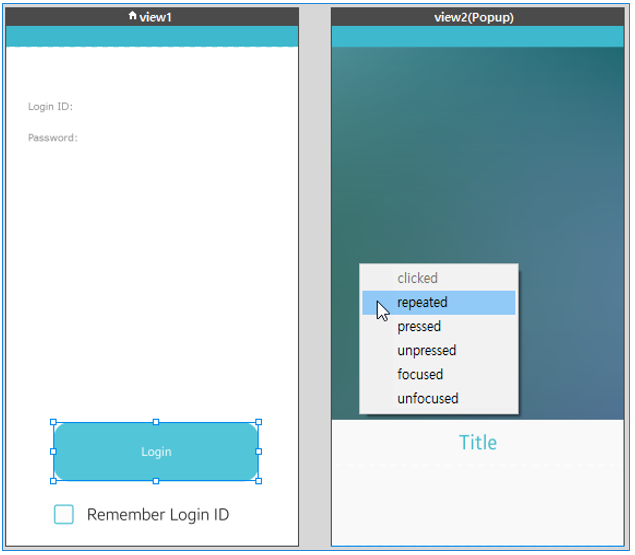 view1
Login ID:
Password:
Login
Remember Login ID
view2(Popup)
clicked
repeated
pressed
unpressed
focused
unfocused
Title